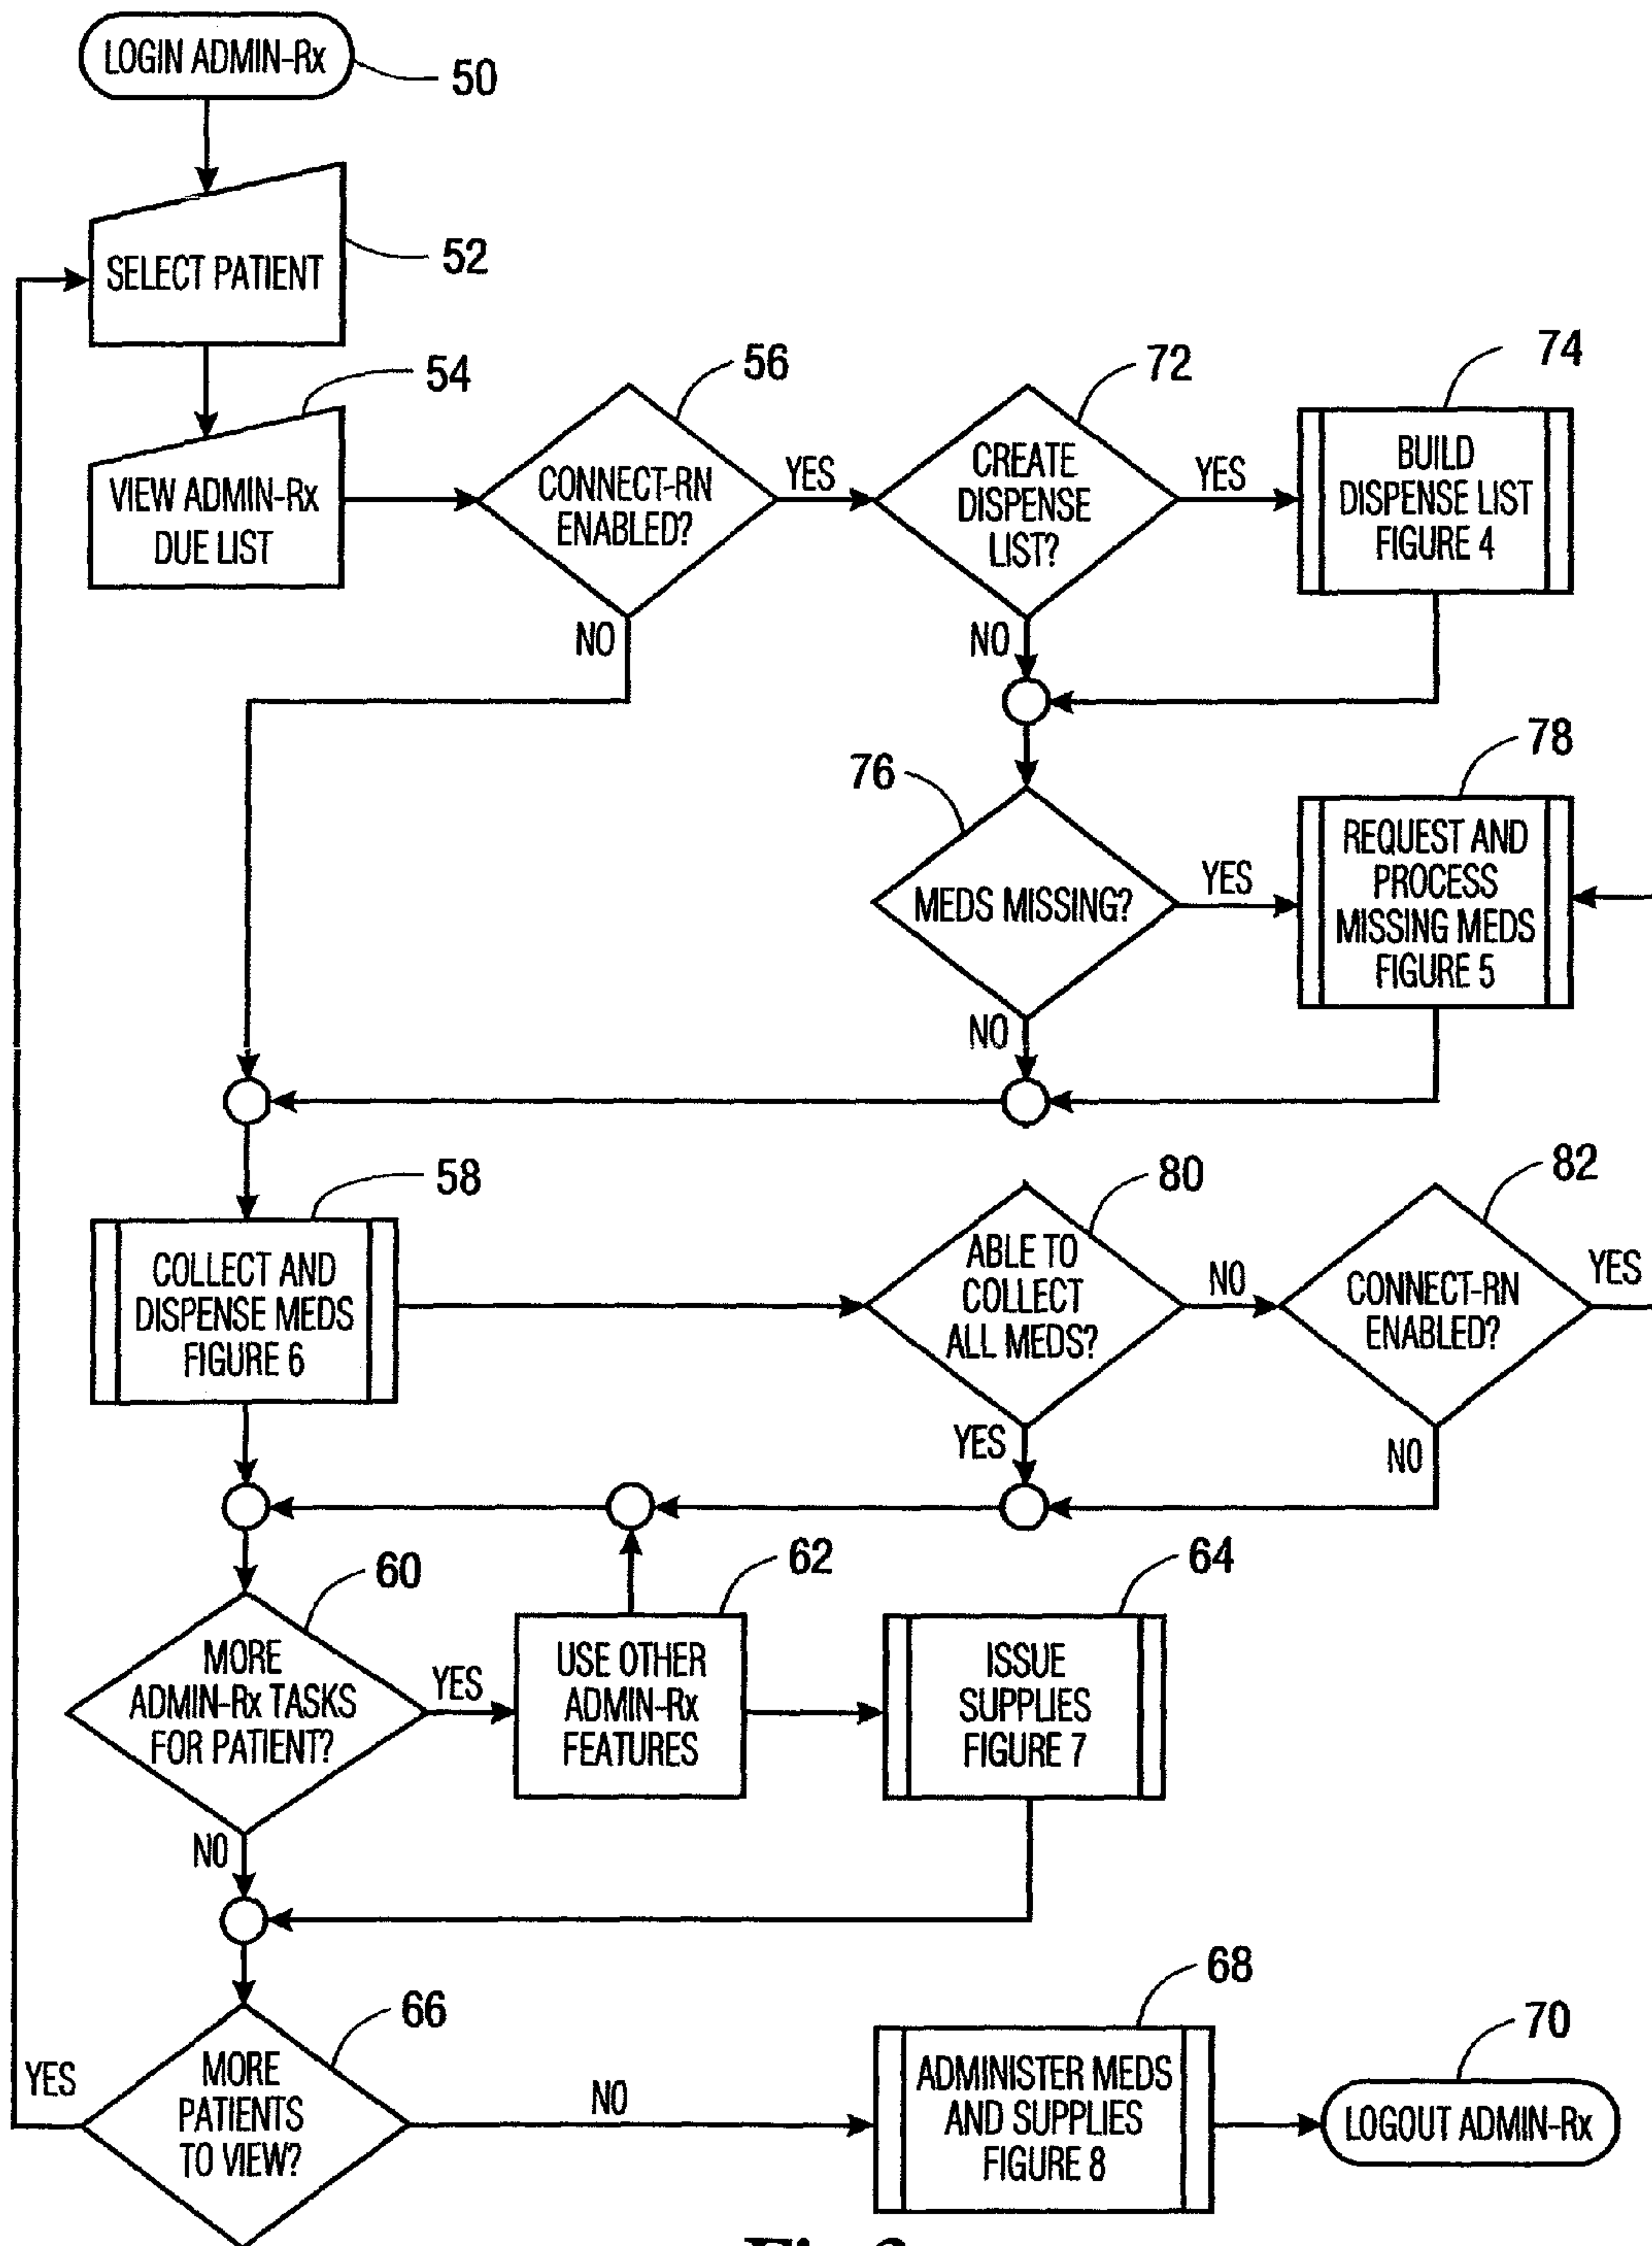 LOGIN ADMIN-Rx
50
SELECT PATIENT
52
VIEW ADMIN-Rx
DUE LIST
54
CONNECT-RN
ENABLED?
56
YES
NO
CREATE
DISPENSE
LIST?
72
YES
NO
BUILD
DISPENSE LIST
FIGURE 4
74
MEDS MISSING?
76
YES
NO
REQUEST AND
PROCESS
MISSING MEDS
FIGURE 5
78
COLLECT AND
DISPENSE MEDS
FIGURE 6
58
ABLE TO
COLLECT
ALL MEDS?
80
NO
YES
CONNECT-RN
ENABLED?
82
YES
NO
MORE
ADMIN-Rx TASKS
FOR PATIENT?
60
YES
NO
USE OTHER
ADMIN-Rx
FEATURES
62
ISSUE
SUPPLIES
FIGURE 7
64
MORE
PATIENTS
TO VIEW?
66
YES
NO
ADMINISTER MEDS
AND SUPPLIES
FIGURE 8
68
LOGOUT ADMIN-Rx
70